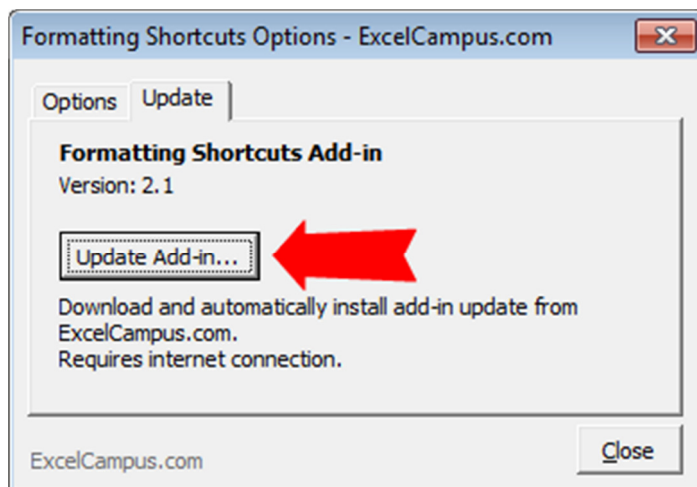 Formatting Shortcuts Options - ExcelCampus.com
Options
Update
Formatting Shortcuts Add-in
Version: 2.1
Update Add-in...
Download and automatically install add-in update from
ExcelCampus.com.
Requires internet connection.
ExcelCampus.com
Close